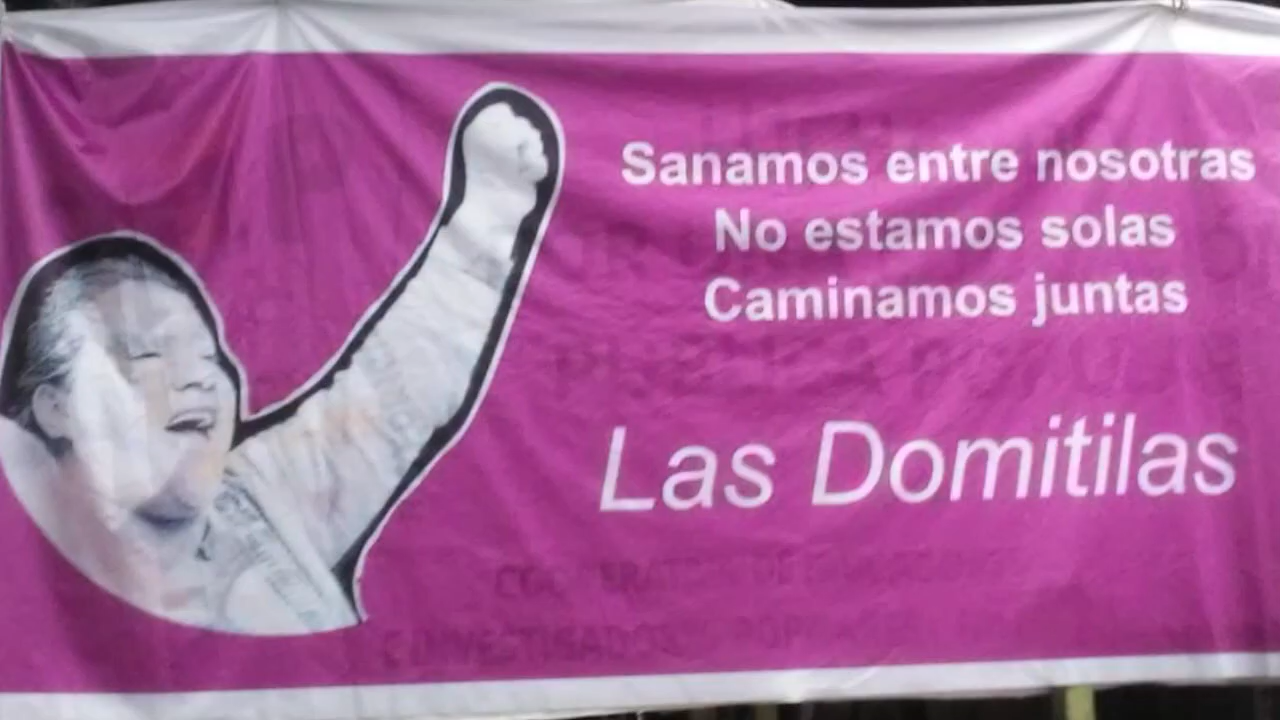 Sanamos entre nosotras
No estamos solas
Caminamos juntas
Las Domitilas